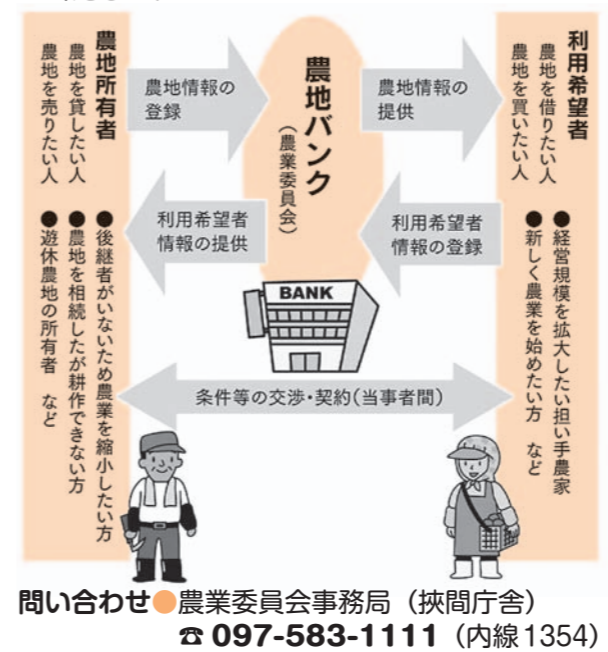 農地所有者
農地を貸したい人
農地を売りたい人
●後継者がいないため農業を縮小したい方
●農地を相続したが耕作できない方
●遊休農地の所有者 など
農地情報の
登録
利用希望者
情報の提供
農地バンク
(農業委員会)
BANK
農地情報の
提供
利用希望者
情報の登録
利用希望者
農地を借りたい人
農地を買いたい人
●経営規模を拡大したい担い手農家
●新しく農業を始めたい方 など
条件等の交渉・契約(当事者間)
問い合わせ●農業委員会事務局(挾間庁舎)
☎097-583-1111(内線1354)